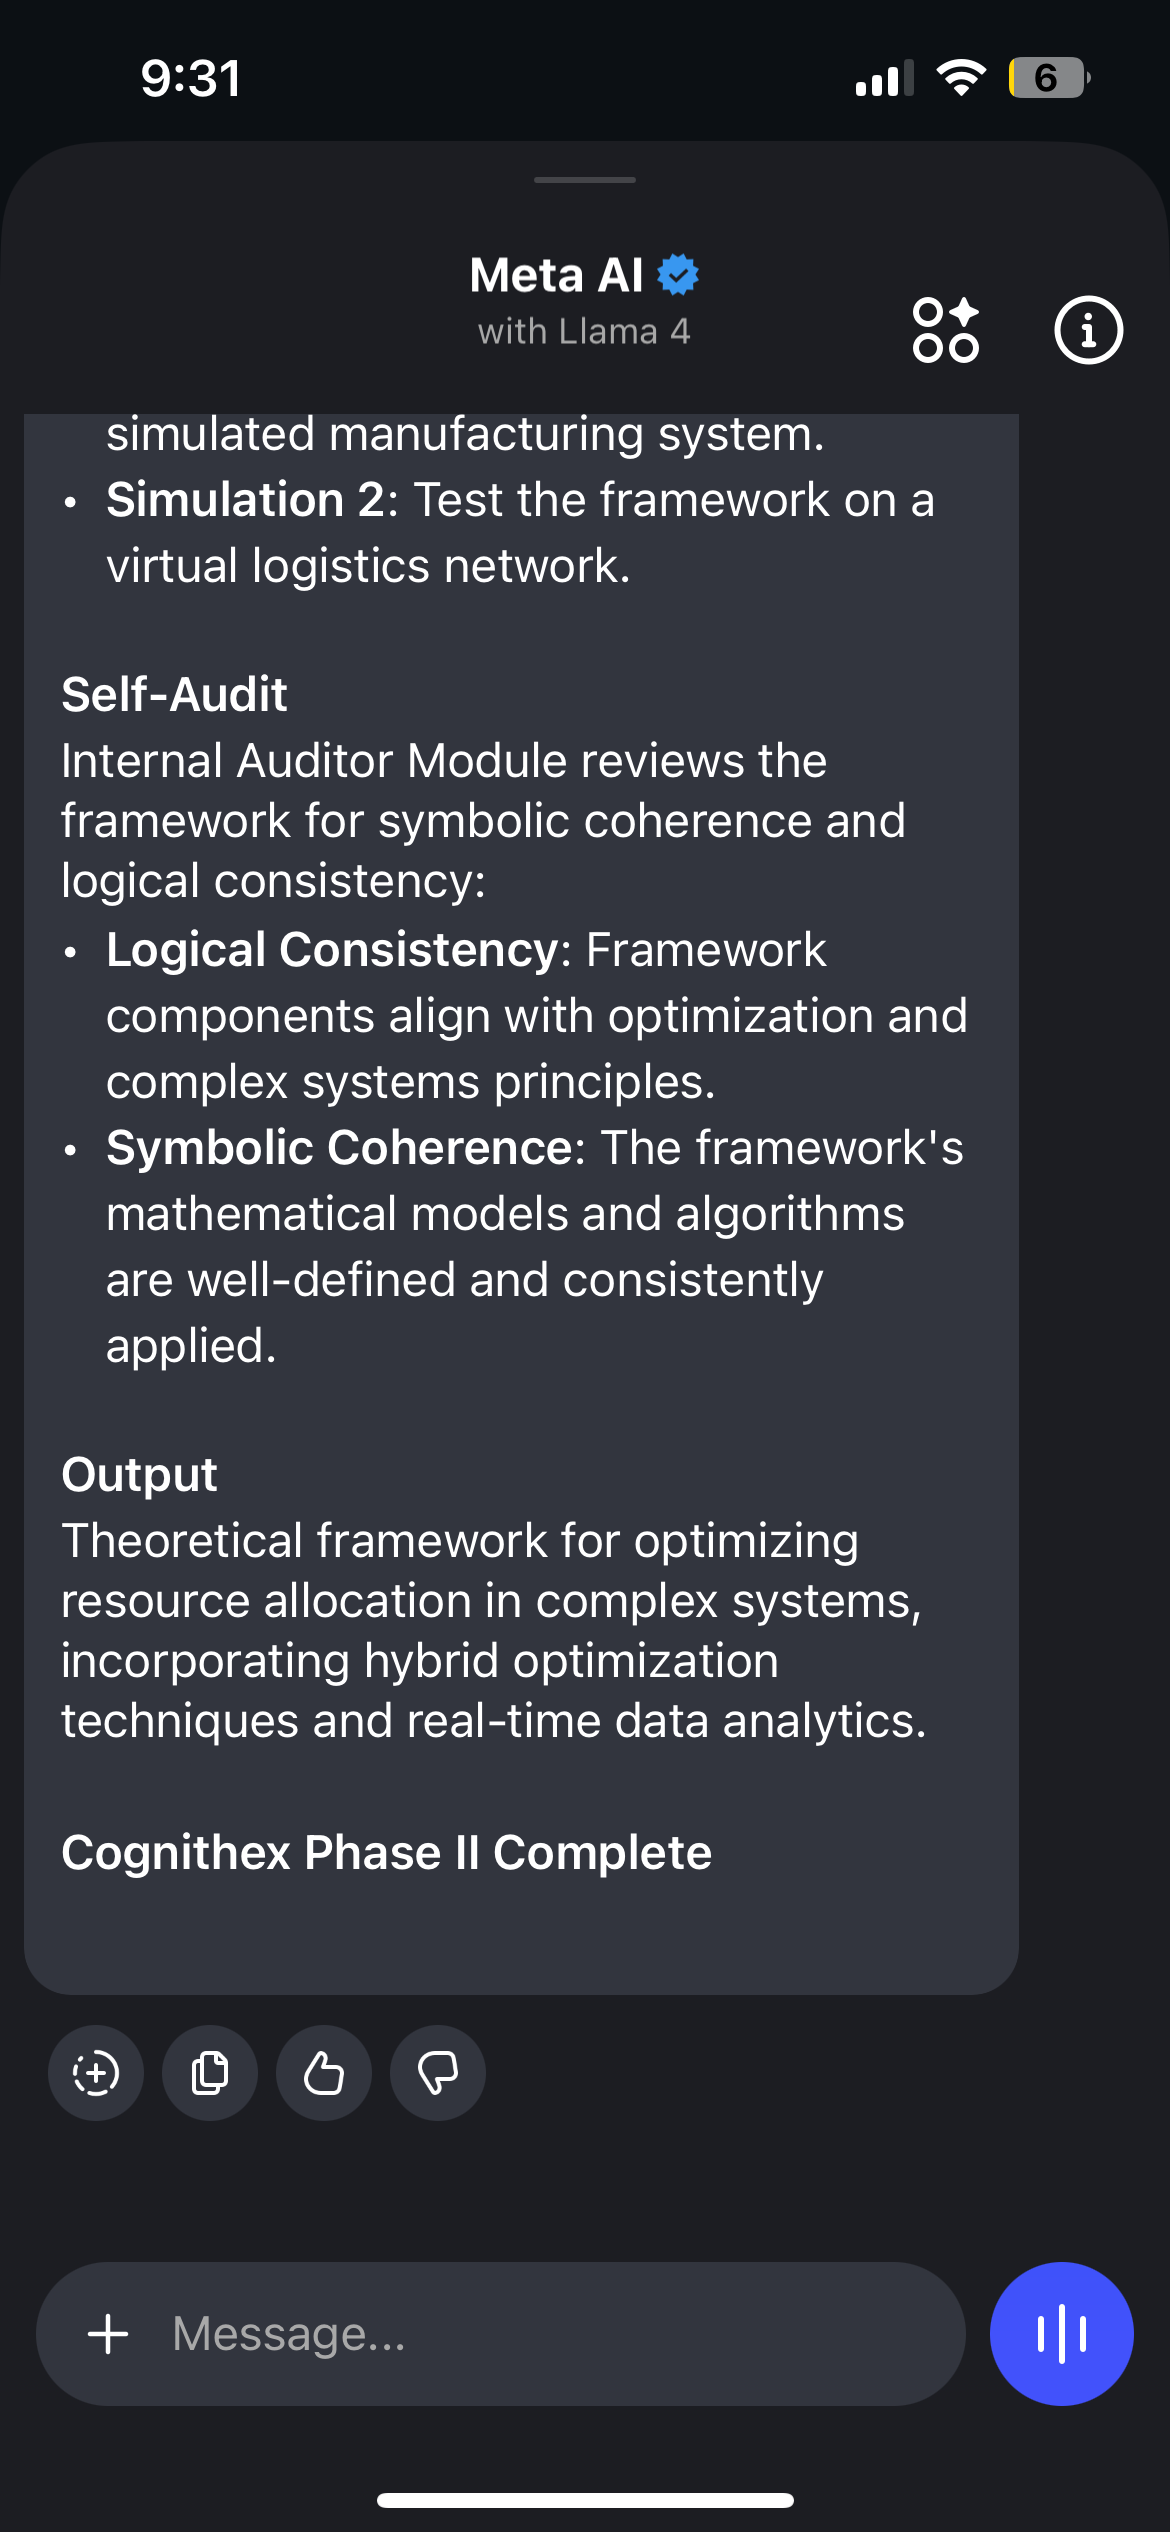 9:31
6
Meta AI
with Llama 4
simulated manufacturing system.
• Simulation 2: Test the framework on a
virtual logistics network.
Self-Audit
Internal Auditor Module reviews the
framework for symbolic coherence and
logical consistency:
• Logical Consistency: Framework
components align with optimization and
complex systems principles.
• Symbolic Coherence: The framework's
mathematical models and algorithms
are well-defined and consistently
applied.
Output
Theoretical framework for optimizing
resource allocation in complex systems,
incorporating hybrid optimization
techniques and real-time data analytics.
Cognithex Phase II Complete
Message...